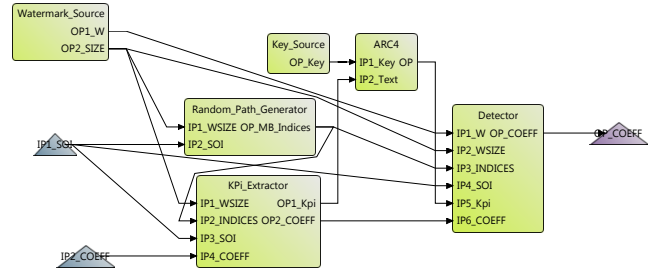 Watermark_Source
OP1_W
OP2_SIZE
Key_Source
OP_Key
ARC4
IP1_Key OP
IP2_Text
Random_Path_Generator
IP1_WSIZE OP_MB_Indices
IP2_SOI
Detector
IP1_W OP_COEFF
IP2_WSIZE
IP3_INDICES
IP4_SOI
IP5_Kpi
IP6_COEFF
OP_COEFF
IP1_SOI
KPi_Extractor
IP1_WSIZE OP1_Kpi
IP2_INDICES OP2_COEFF
IP3_SOI
IP4_COEFF
IP2_COEFF